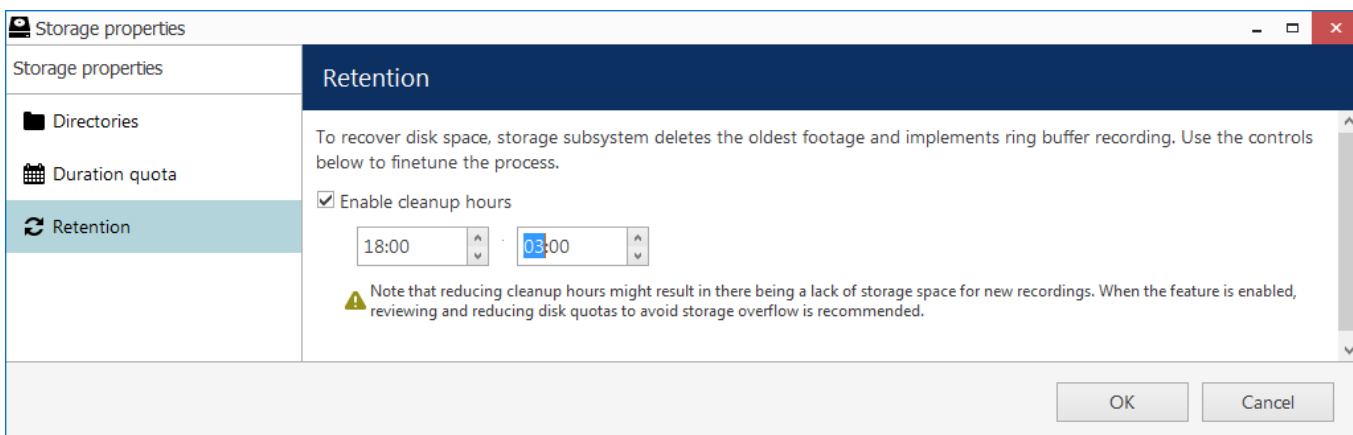 Storage properties
Storage properties
Retention
Directories
Duration quota
Retention
To recover disk space, storage subsystem deletes the oldest footage and implements ring buffer recording. Use the controls
below to finetune the process.
Enable cleanup hours
18:00 03:00
Note that reducing cleanup hours might result in there being a lack of storage space for new recordings. When the feature is enabled,
reviewing and reducing disk quotas to avoid storage overflow is recommended.
OK Cancel